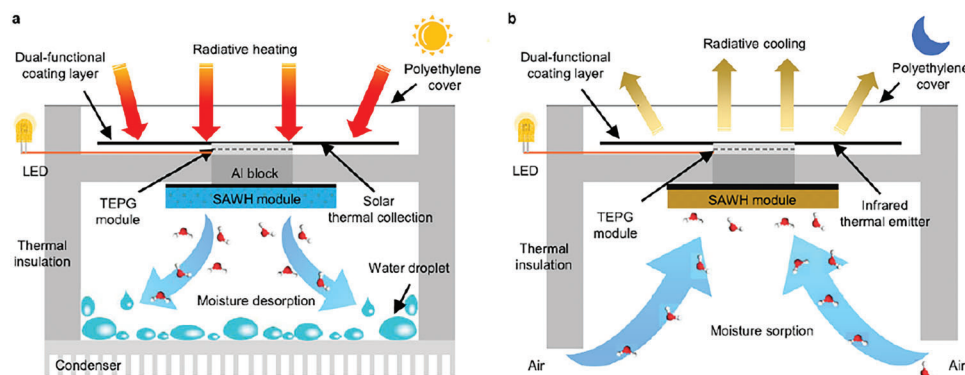 a
Radiative heating
Dual-functional
coating layer
Polyethylene
cover
LED
Al block
TEPG
module
SAWH module
Solar
thermal collection
Thermal
insulation
Water droplet
Moisture desorption
Condenser
b
Radiative cooling
Dual-functional
coating layer
Polyethylene
cover
LED
SAWH module
TEPG
module
Infrared
thermal emitter
Thermal
insulation
Moisture sorption
Air
Air